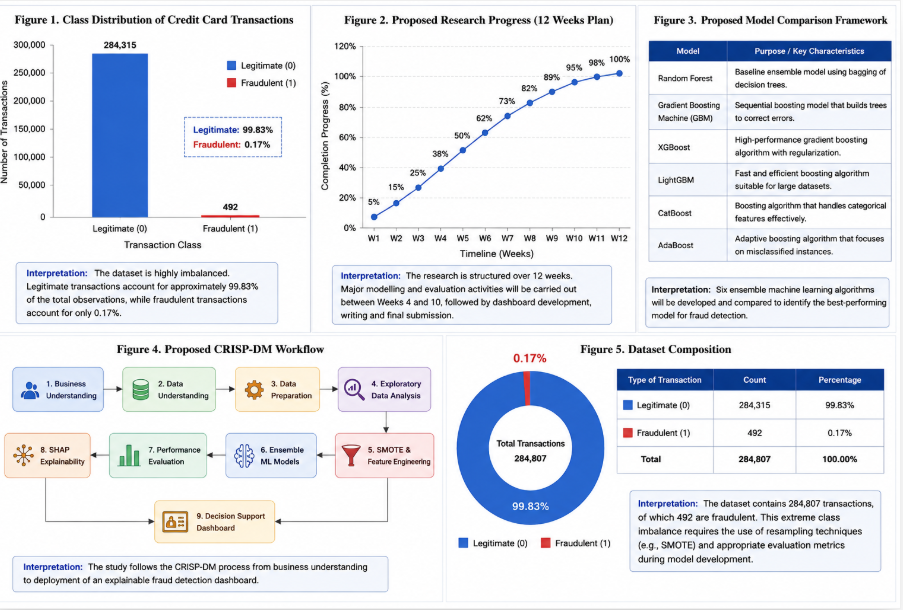 Figure 1. Class Distribution of Credit Card Transactions
300,000
250,000
200,000
150,000
100,000
50,000
0
Number of Transactions
284,315
492
Legitimate (0)
Fraudulent (1)
Legitimate: 99.83%
Fraudulent: 0.17%
Legitimate (0)
Fraudulent (1)
Transaction Class
Interpretation: The dataset is highly imbalanced.
Legitimate transactions account for approximately 99.83%
of the total observations, while fraudulent transactions
account for only 0.17%.
Figure 2. Proposed Research Progress (12 Weeks Plan)
120%
100%
80%
60%
40%
20%
0%
Completion Progress (%)
5%
15%
25%
38%
50%
62%
73%
82%
89%
95%
98%
100%
W1 W2 W3 W4 W5 W6 W7 W8 W9 W10 W11 W12
Timeline (Weeks)
Interpretation: The research is structured over 12 weeks.
Major modelling and evaluation activities will be carried out
between Weeks 4 and 10, followed by dashboard development,
writing and final submission.
Figure 3. Proposed Model Comparison Framework
Model Purpose / Key Characteristics
Random Forest
Baseline ensemble model using bagging of
decision trees.
Gradient Boosting
Machine (GBM)
Sequential boosting model that builds trees
to correct errors.
XGBoost
High-performance gradient boosting
algorithm with regularization.
LightGBM
Fast and efficient boosting algorithm
suitable for large datasets.
CatBoost
Boosting algorithm that handles categorical
features effectively.
AdaBoost
Adaptive boosting algorithm that focuses
on misclassified instances.
Interpretation: Six ensemble machine learning algorithms
will be developed and compared to identify the best-performing
model for fraud detection.
Figure 4. Proposed CRISP-DM Workflow
1. Business
Understanding
2. Data
Understanding
3. Data
Preparation
4. Exploratory
Data Analysis
8. SHAP
Explainability
7. Performance
Evaluation
6. Ensemble
ML Models
5. SMOTE &
Feature Engineering
9. Decision Support
Dashboard
Interpretation: The study follows the CRISP-DM process from business understanding
to deployment of an explainable fraud detection dashboard.
Figure 5. Dataset Composition
0.17%
Total Transactions
284,807
99.83%
Legitimate (0) Fraudulent (1)
Type of Transaction Count Percentage
Legitimate (0) 284,315 99.83%
Fraudulent (1) 492 0.17%
Total 284,807 100.00%
Interpretation: The dataset contains 284,807 transactions,
of which 492 are fraudulent. This extreme class
imbalance requires the use of resampling techniques
(e.g., SMOTE) and appropriate evaluation metrics
during model development.